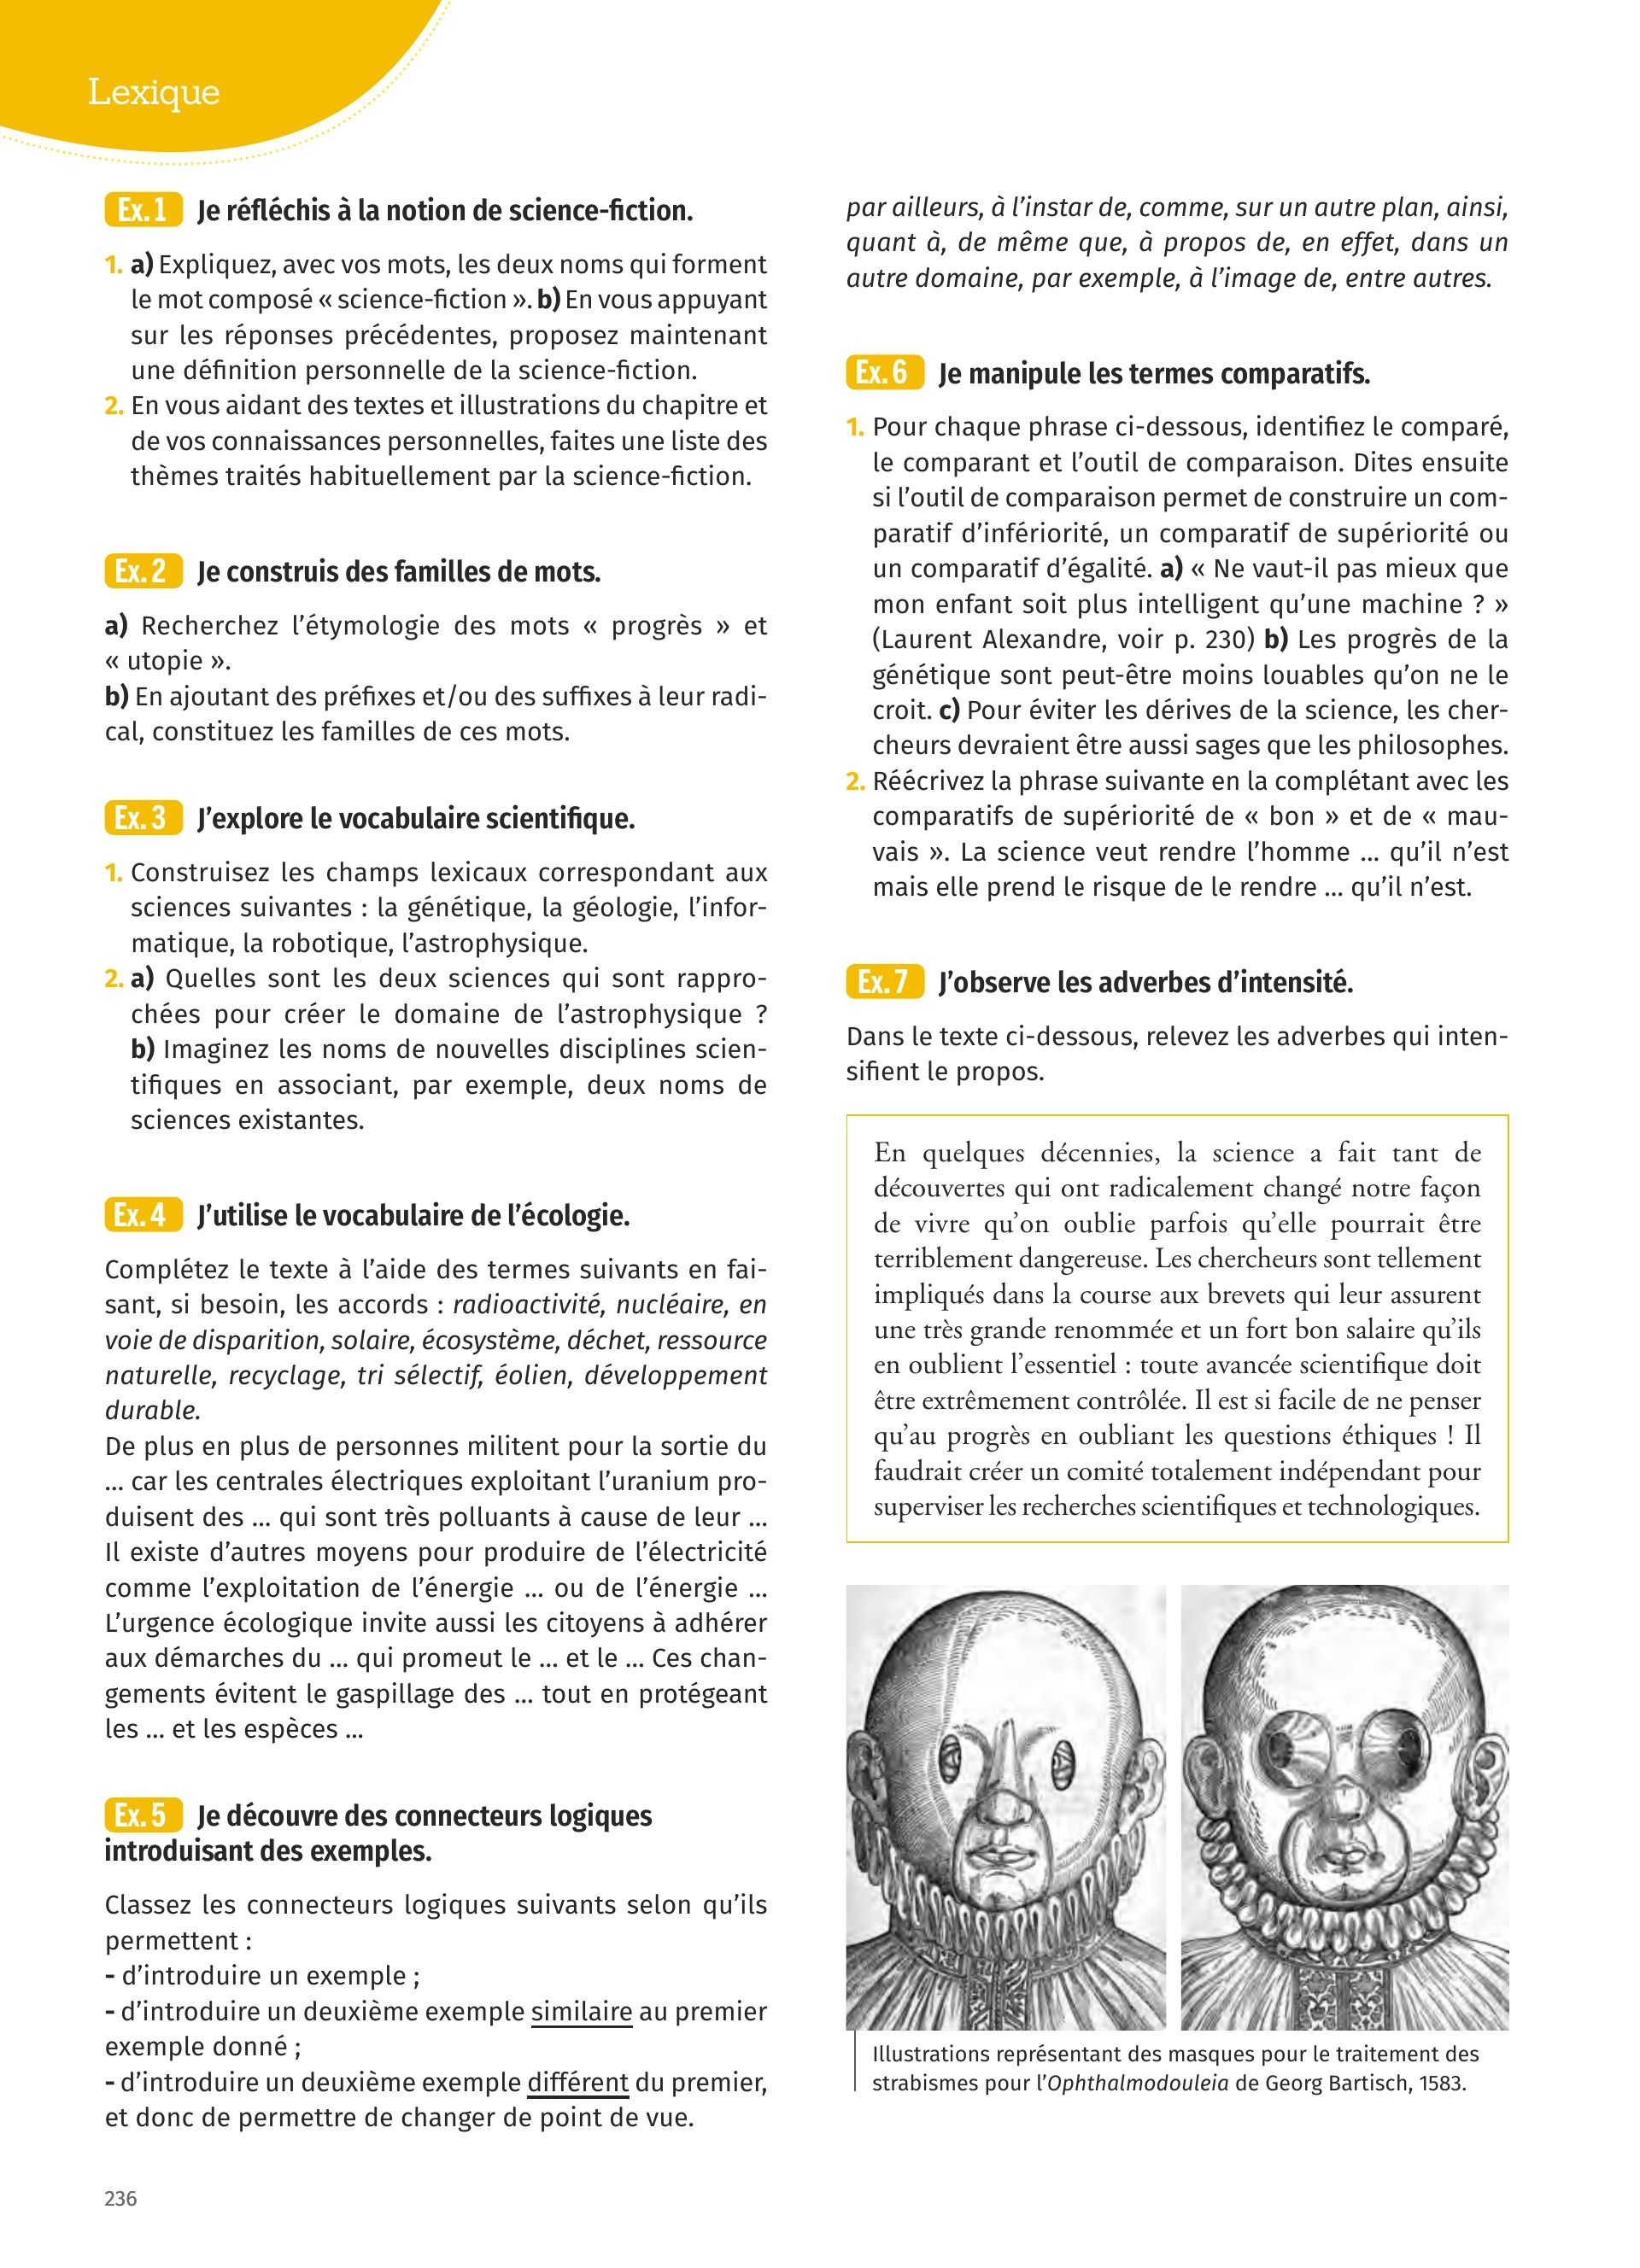 Lexique
Ex. 1 Je réfléchis à la notion de science-fiction.
1. a) Expliquez, avec vos mots, les deux noms qui forment
le mot composé « science-fiction ». b) En vous appuyant
sur les réponses précédentes, proposez maintenant
une définition personnelle de la science-fiction.
2. En vous aidant des textes et illustrations du chapitre et
de vos connaissances personnelles, faites une liste des
thèmes traités habituellement par la science-fiction.
Ex. 2 Je construis des familles de mots.
a) Recherchez l’étymologie des mots « progrès » et
« utopie ».
b) En ajoutant des préfixes et/ou des suffixes à leur radi-
cal, constituez les familles de ces mots.
Ex. 3 J’explore le vocabulaire scientifique.
1. Construisez les champs lexicaux correspondant aux
sciences suivantes : la génétique, la géologie, l’infor-
matique, la robotique, l’astrophysique.
2. a) Quelles sont les deux sciences qui sont rappro-
chées pour créer le domaine de l’astrophysique ?
b) Imaginez les noms de nouvelles disciplines scien-
tifiques en associant, par exemple, deux noms de
sciences existantes.
Ex. 4 J’utilise le vocabulaire de l’écologie.
Complétez le texte à l’aide des termes suivants en fai-
sant, si besoin, les accords : radioactivité, nucléaire, en
voie de disparition, solaire, écosystème, déchet, ressource
naturelle, recyclage, tri sélectif, éolien, développement
durable.
De plus en plus de personnes militent pour la sortie du
... car les centrales électriques exploitant l’uranium pro-
duisent des ... qui sont très polluants à cause de leur ...
Il existe d’autres moyens pour produire de l’électricité
comme l’exploitation de l’énergie ... ou de l’énergie ...
L’urgence écologique invite aussi les citoyens à adhérer
aux démarches du ... qui promeut le ... et le ... Ces chan-
gements évitent le gaspillage des ... tout en protégeant
les ... et les espèces ...
Ex. 5 Je découvre des connecteurs logiques
introduisant des exemples.
Classez les connecteurs logiques suivants selon qu’ils
permettent :
- d’introduire un exemple ;
- d’introduire un deuxième exemple similaire au premier
exemple donné ;
- d’introduire un deuxième exemple différent du premier,
et donc de permettre de changer de point de vue.
par ailleurs, à l’instar de, comme, sur un autre plan, ainsi,
quant à, de même que, à propos de, en effet, dans un
autre domaine, par exemple, à l’image de, entre autres.
Ex. 6 Je manipule les termes comparatifs.
1. Pour chaque phrase ci-dessous, identifiez le comparé,
le comparant et l’outil de comparaison. Dites ensuite
si l’outil de comparaison permet de construire un com-
paratif d’infériorité, un comparatif de supériorité ou
un comparatif d’égalité. a) « Ne vaut-il pas mieux que
mon enfant soit plus intelligent qu’une machine ? »
(Laurent Alexandre, voir p. 230) b) Les progrès de la
génétique sont peut-être moins louables qu’on ne le
croit. c) Pour éviter les dérives de la science, les cher-
cheurs devraient être aussi sages que les philosophes.
2. Réécrivez la phrase suivante en la complétant avec les
comparatifs de supériorité de « bon » et de « mau-
vais ». La science veut rendre l’homme ... qu’il n’est
mais elle prend le risque de le rendre ... qu’il n’est.
Ex. 7 J’observe les adverbes d’intensité.
Dans le texte ci-dessous, relevez les adverbes qui inten-
sifient le propos.
En quelques décennies, la science a fait tant de
découvertes qui ont radicalement changé notre façon
de vivre qu’on oublie parfois qu’elle pourrait être
terriblement dangereuse. Les chercheurs sont tellement
impliqués dans la course aux brevets qui leur assurent
une très grande renommée et un fort bon salaire qu’ils
en oublient l’essentiel : toute avancée scientifique doit
être extrêmement contrôlée. Il est si facile de ne penser
qu’au progrès en oubliant les questions éthiques ! Il
faudrait créer un comité totalement indépendant pour
superviser les recherches scientifiques et technologiques.
Illustrations représentant des masques pour le traitement des
strabismes pour l’Ophthalmodouleia de Georg Bartisch, 1583.
236